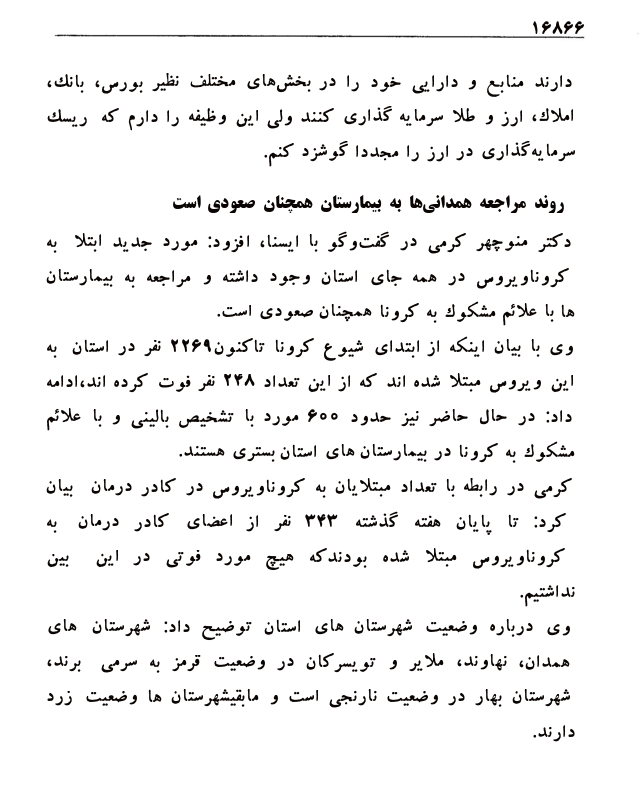 ۱۶۸۶۶
دارند منابع و دارایی خود را در بخش‌های مختلف نظیر بورس، بانك،
املاك، ارز و طلا سرمایه گذاری کنند ولی این وظیفه را دارم که ریسك
سرمایه‌گذاری در ارز را مجددا گوشزد کنم.
روند مراجعه همدانی‌ها به بیمارستان همچنان صعودی است
دکتر منوچهر کرمی در گفت‌وگو با ایسنا، افزود: مورد جدید ابتلا به
کروناویروس در همه جای استان وجود داشته و مراجعه به بیمارستان
ها با علائم مشکوك به کرونا همچنان صعودی است.
وی با بیان اینکه از ابتدای شیوع کرونا تاکنون۲۲۶۹ نفر در استان به
این ویروس مبتلا شده اند که از این تعداد ۲۴۸ نفر فوت کرده اند،ادامه
داد: در حال حاضر نیز حدود ۶۰۰ مورد با تشخیص بالینی و با علائم
مشکوك به کرونا در بیمارستان های استان بستری هستند.
کرمی در رابطه با تعداد مبتلایان به کروناویروس در کادر درمان بیان
کرد: تا پایان هفته گذشته ۳۴۳ نفر از اعضای کادر درمان به
کروناویروس مبتلا شده بودندکه هیچ مورد فوتی در این بین
نداشتیم.
وی درباره وضعیت شهرستان های استان توضیح داد: شهرستان های
همدان، نهاوند، ملایر و تویسرکان در وضعیت قرمز به سرمی برند،
شهرستان بهار در وضعیت نارنجی است و مابقیشهرستان ها وضعیت زرد
دارند.